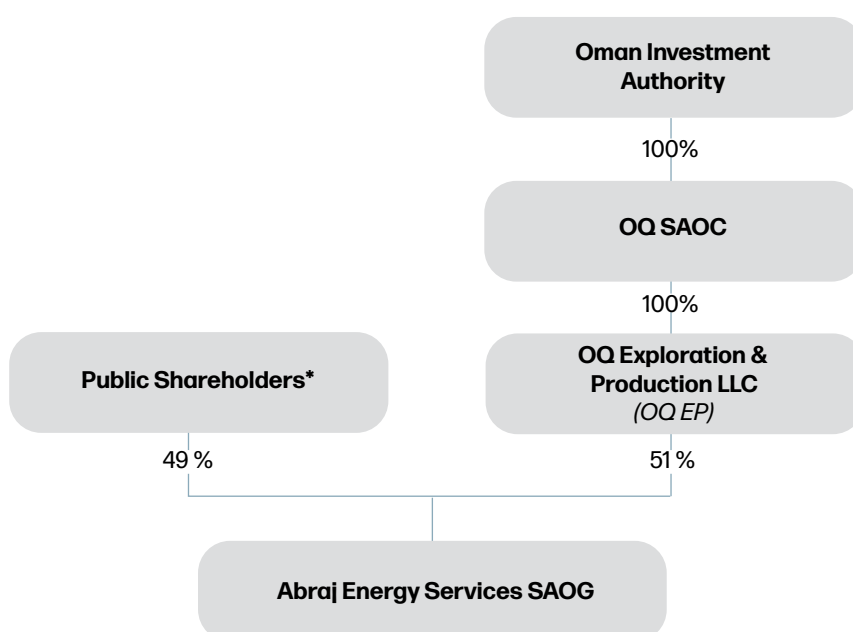 Oman Investment
Authority
100%
OQ SAOC
100%
Public Shareholders*
OQ Exploration &
Production LLC
(OQ EP)
49 %
51 %
Abraj Energy Services SAOG